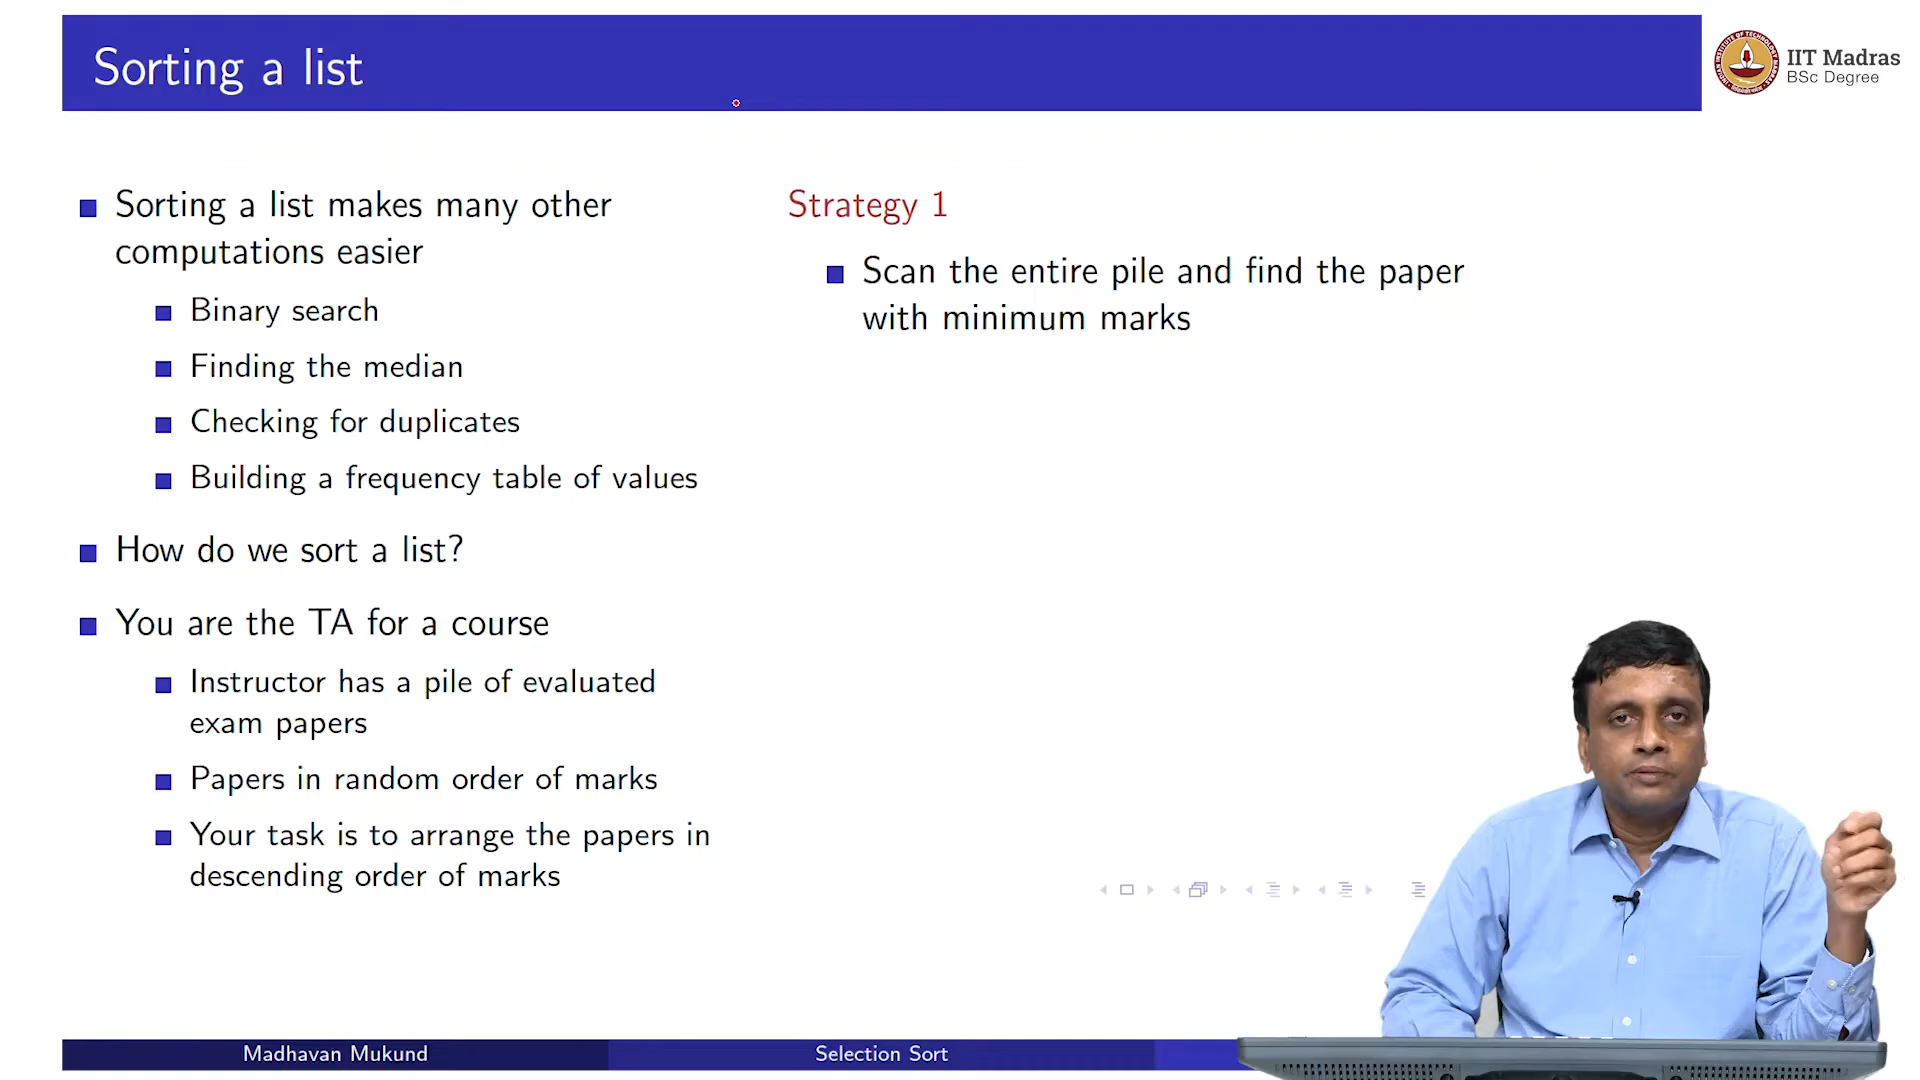 Sorting a list
IIT Madras
BSc Degree
Sorting a list makes many other
computations easier
Binary search
Finding the median
Checking for duplicates
Building a frequency table of values
How do we sort a list?
You are the TA for a course
Instructor has a pile of evaluated
exam papers
Papers in random order of marks
Your task is to arrange the papers in
descending order of marks
Strategy 1
Scan the entire pile and find the paper
with minimum marks
Madhavan Mukund
Selection Sort